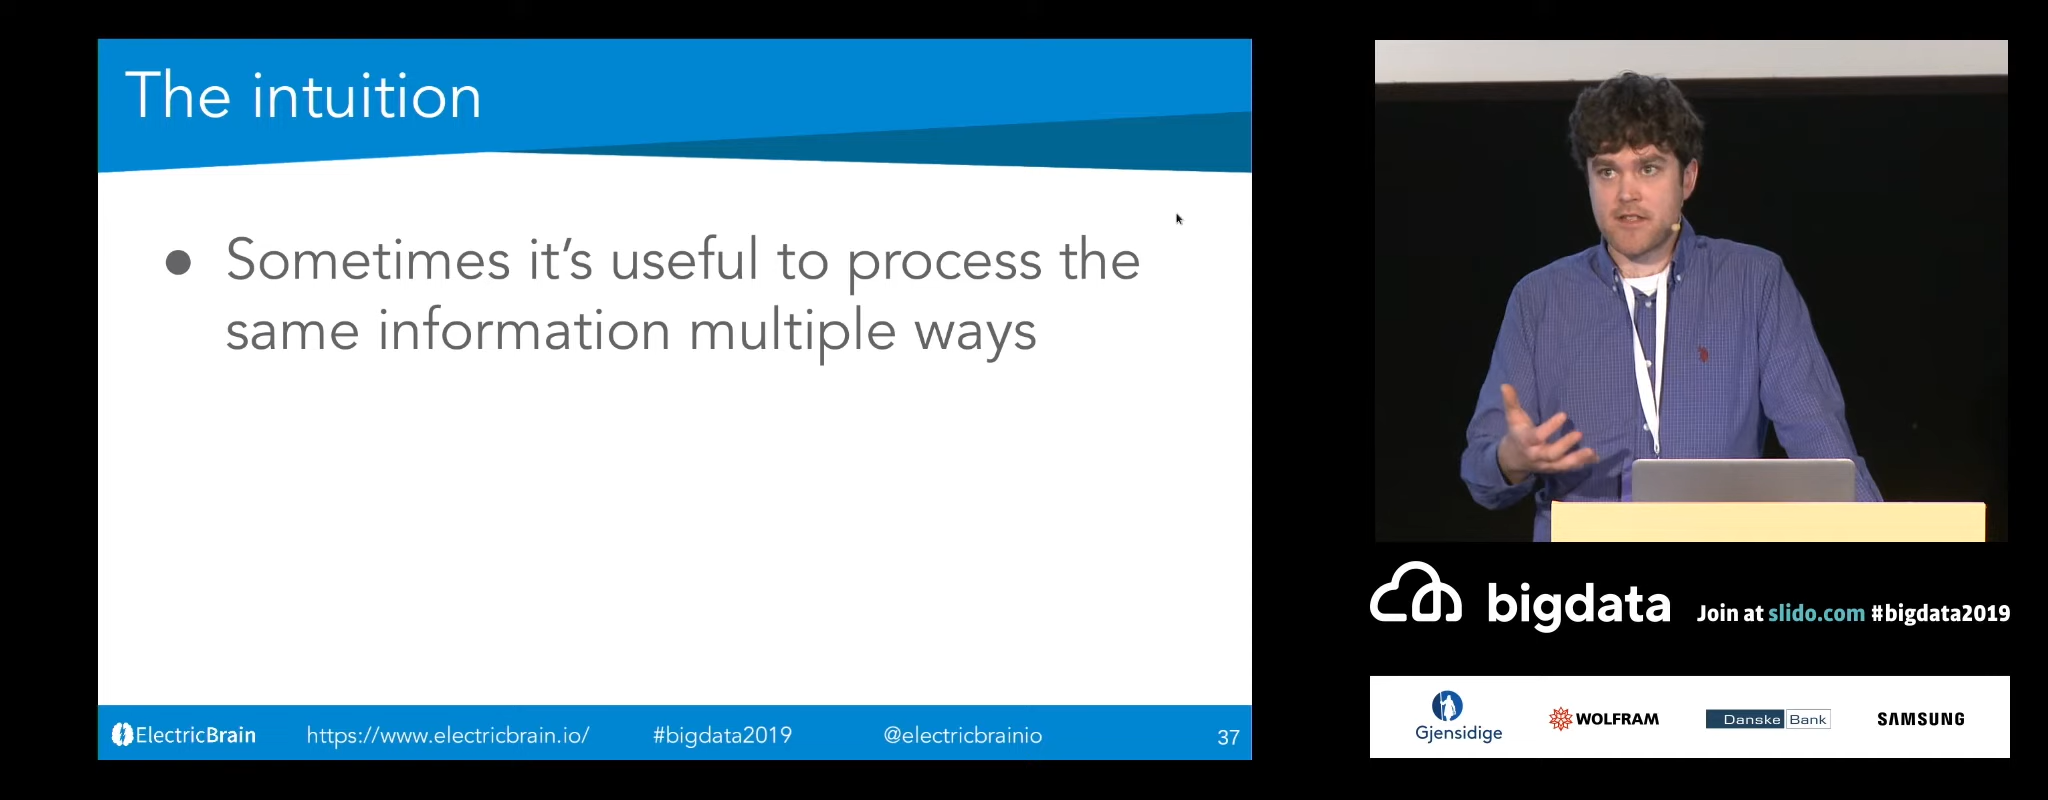 The intuition
● Sometimes it's useful to process the
same information multiple ways
ElectricBrain https://www.electricbrain.io/ #bigdata2019 @electricbrainio 37
bigdata Join at slido.com #bigdata2019
Gjensidige WOLFRAM Danske Bank SAMSUNG